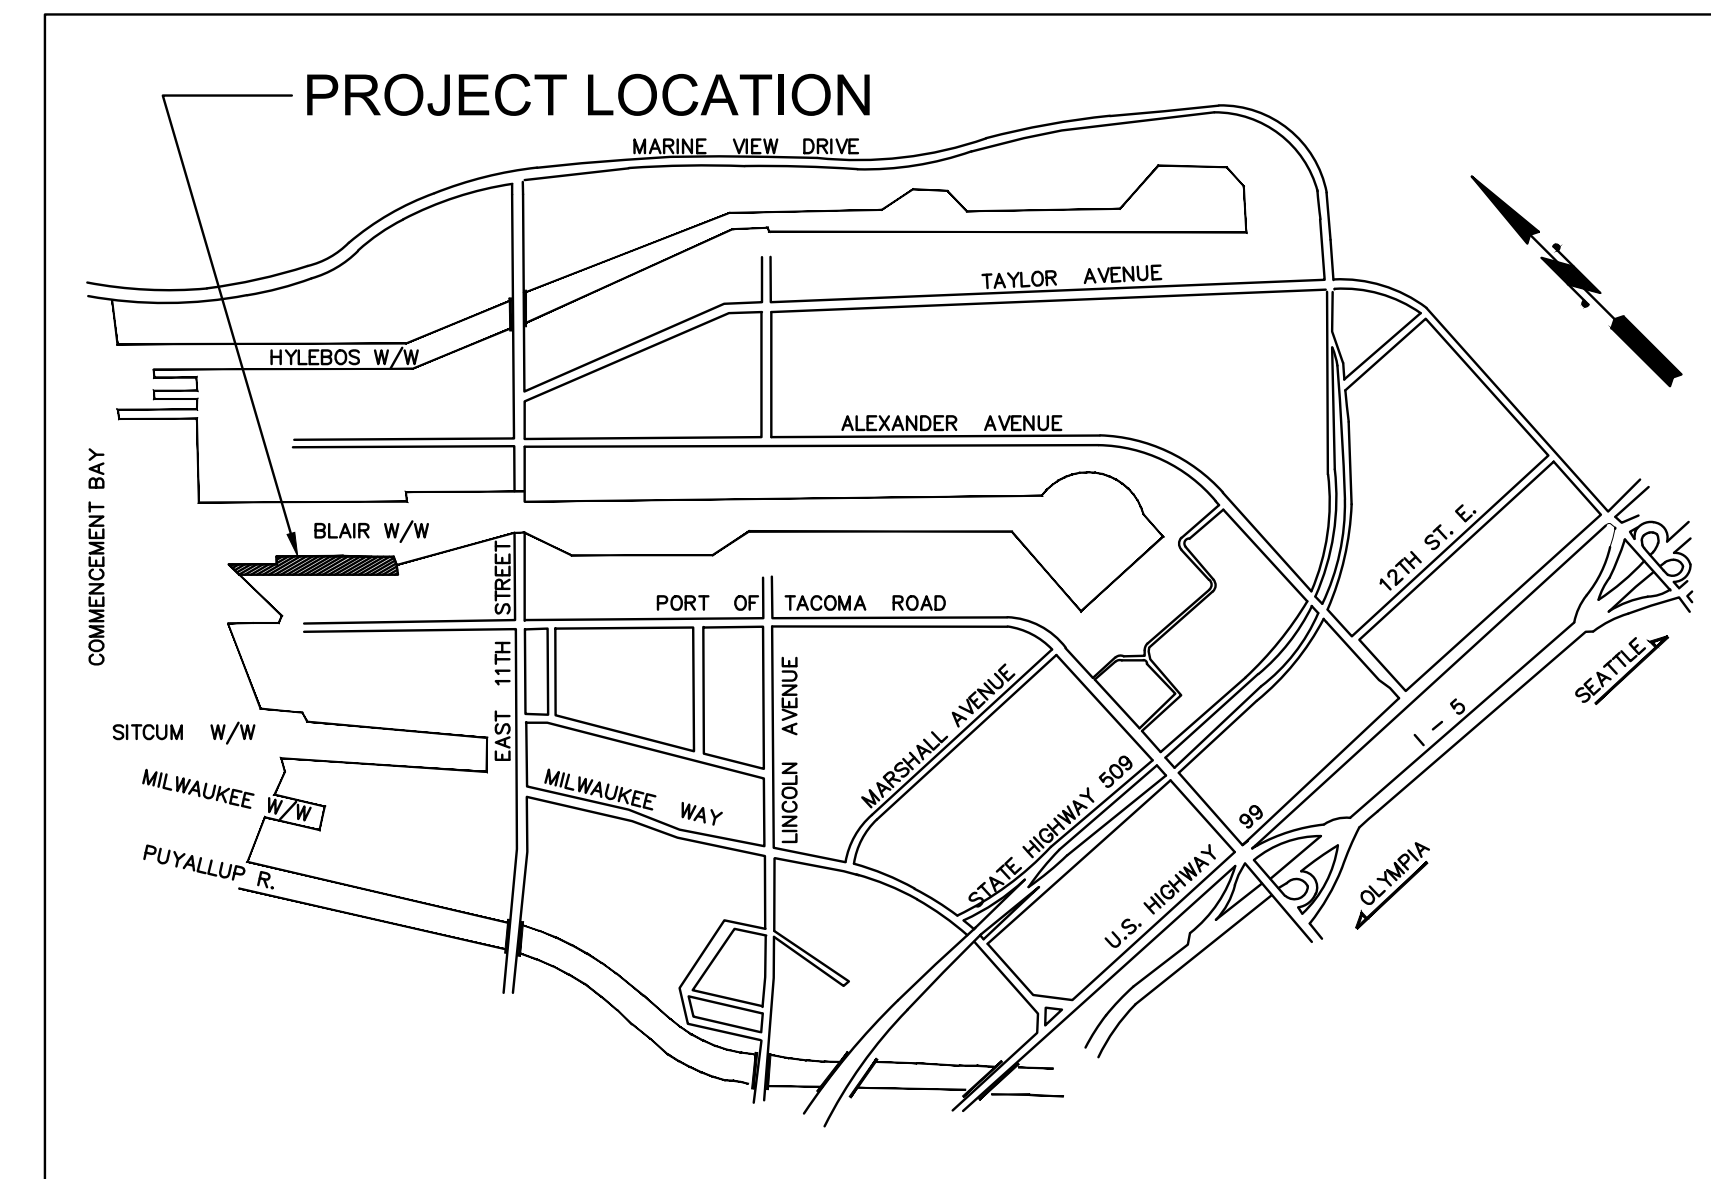 PROJECT LOCATION
MARINE VIEW DRIVE
TAYLOR AVENUE
HYLEBOS W/W
ALEXANDER AVENUE
COMMENCEMENT BAY
BLAIR W/W
EAST 11TH STREET
12TH ST. E.
PORT OF TACOMA ROAD
SEATTLE
LINCOLN AVENUE
MARSHALL AVENUE
I - 5
SITCUM W/W
MILWAUKEE W/W
MILWAUKEE WAY
STATE HIGHWAY 509
U.S. HIGHWAY 99
PUYALLUP R.
OLYMPIA